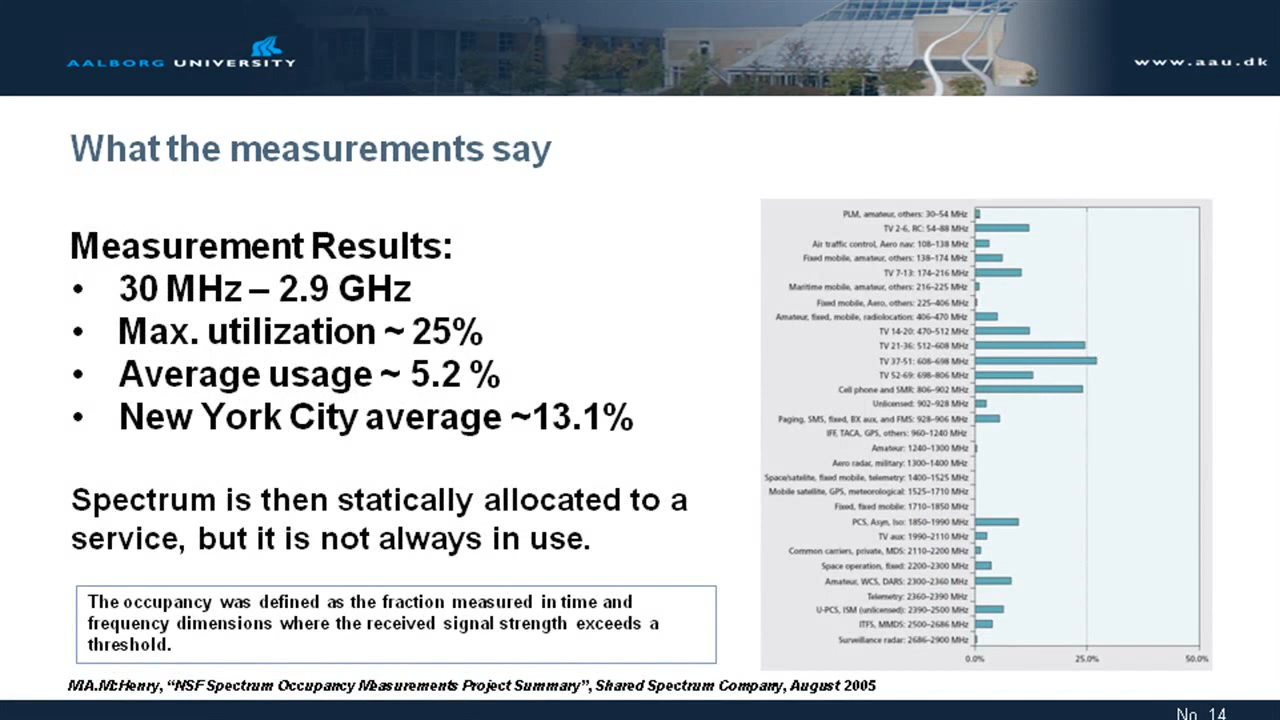 AALBORG UNIVERSITY
www.aau.dk
What the measurements say
Measurement Results:
• 30 MHz – 2.9 GHz
• Max. utilization ~ 25%
• Average usage ~ 5.2 %
• New York City average ~13.1%
Spectrum is then statically allocated to a
service, but it is not always in use.
The occupancy was defined as the fraction measured in time and
frequency dimensions where the received signal strength exceeds a
threshold.
M.A.McHenry, “NSF Spectrum Occupancy Measurements Project Summary”, Shared Spectrum Company, August 2005
PLM, amateur, others: 30–54 MHz
TV 2-6, RC: 54–88 MHz
Air traffic control, Aero nav: 108–138 MHz
Fixed mobile, amateur, others: 138–174 MHz
TV 7-13: 174–216 MHz
Maritime mobile, amateur, others: 216–225 MHz
Fixed mobile, Aero, others: 225–406 MHz
Amateur, fixed, mobile, radiolocation: 406–470 MHz
TV 14-20: 470–512 MHz
TV 21-36: 512–608 MHz
TV 37-51: 608–698 MHz
TV 52-69: 698–806 MHz
Cell phone and SMR: 806–902 MHz
Unlicensed: 902–928 MHz
Paging, SMS, fixed, BX aux, and FMS: 928–906 MHz
IFF, TACA, GPS, others: 960–1240 MHz
Amateur: 1240–1300 MHz
Aero radar, military: 1300–1400 MHz
Space/satelite, fixed mobile, telemetry: 1400–1525 MHz
Mobile satellite, GPS, meteorological: 1525–1710 MHz
Fixed, fixed mobile: 1710–1850 MHz
PCS, Asyn, Iso: 1850–1990 MHz
TV aux: 1990–2110 MHz
Common carriers, private, MDS: 2110–2200 MHz
Space operation, fixed: 2200–2300 MHz
Amateur, WCS, DARS: 2300–2360 MHz
Telemetry: 2360–2390 MHz
U-PCS, ISM (unlicensed): 2390–2500 MHz
ITFS, MMDS: 2500–2686 MHz
Surveillance radar: 2686–2900 MHz
0.0% 25.0% 50.0%
No. 14